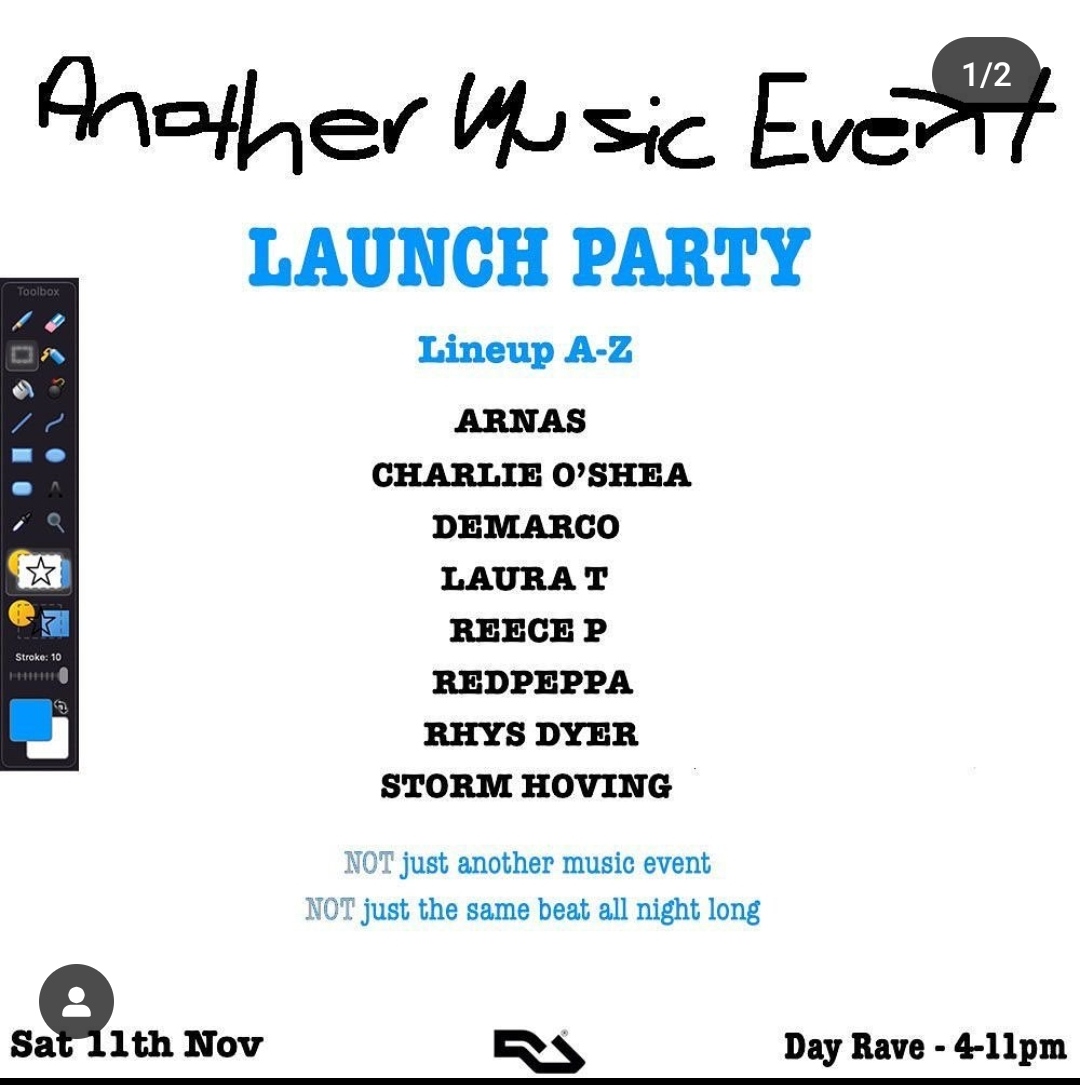 Another Music Event
1/2
LAUNCH PARTY
Toolbox
Lineup A-Z
ARNAS
CHARLIE O’SHEA
DEMARCO
LAURA T
REECE P
REDPEPPA
RHYS DYER
STORM HOVING
Stroke: 10
NOT just another music event
NOT just the same beat all night long
Sat 11th Nov
Day Rave - 4-11pm